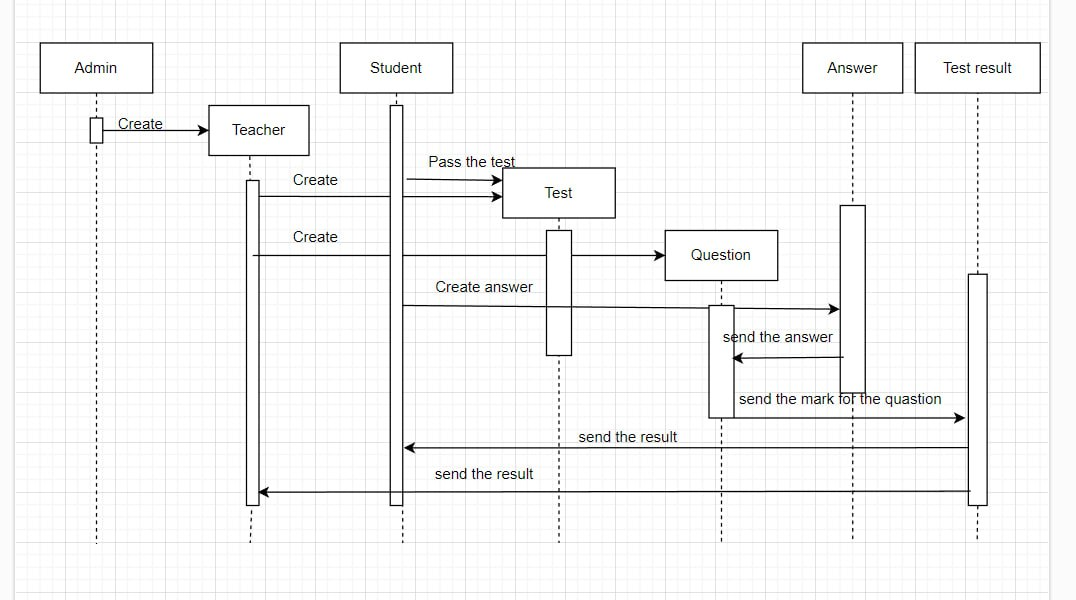 Admin
Student
Answer
Test result
Create
Teacher
Pass the test
Create
Test
Create
Question
Create answer
send the answer
send the mark for the quastion
send the result
send the result